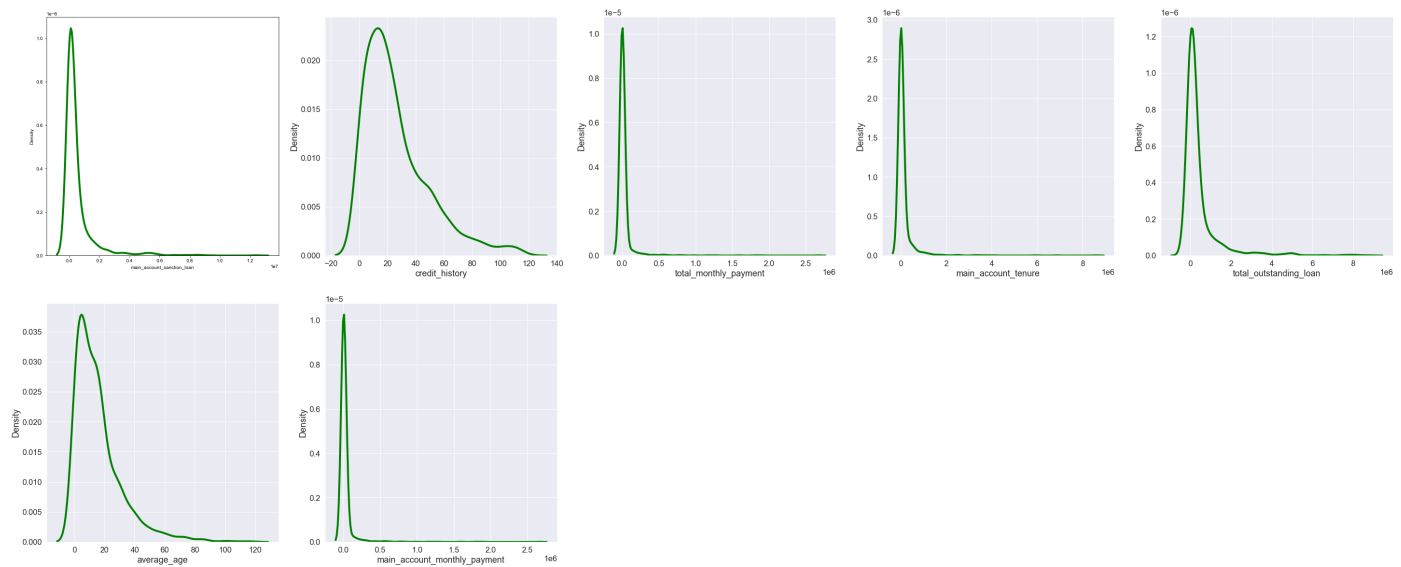 1e−6
1.0
0.8
0.6
0.4
0.2
0.0
Density
0.0 0.2 0.4 0.6 0.8 1.0 1.2
main_account_sanction_loan
1e7
0.020
0.015
0.010
0.005
0.000
Density
−20 0 20 40 60 80 100 120 140
credit_history
1e−5
1.0
0.8
0.6
0.4
0.2
0.0
Density
0.0 0.5 1.0 1.5 2.0 2.5
total_monthly_payment
1e6
1e−6
3.0
2.5
2.0
1.5
1.0
0.5
0.0
Density
0 2 4 6 8
main_account_tenure
1e6
1e−6
1.2
1.0
0.8
0.6
0.4
0.2
0.0
Density
0 2 4 6 8
total_outstanding_loan
1e6
0.035
0.030
0.025
0.020
0.015
0.010
0.005
0.000
Density
0 20 40 60 80 100 120
average_age
1e−5
1.0
0.8
0.6
0.4
0.2
0.0
Density
0.0 0.5 1.0 1.5 2.0 2.5
main_account_monthly_payment
1e6